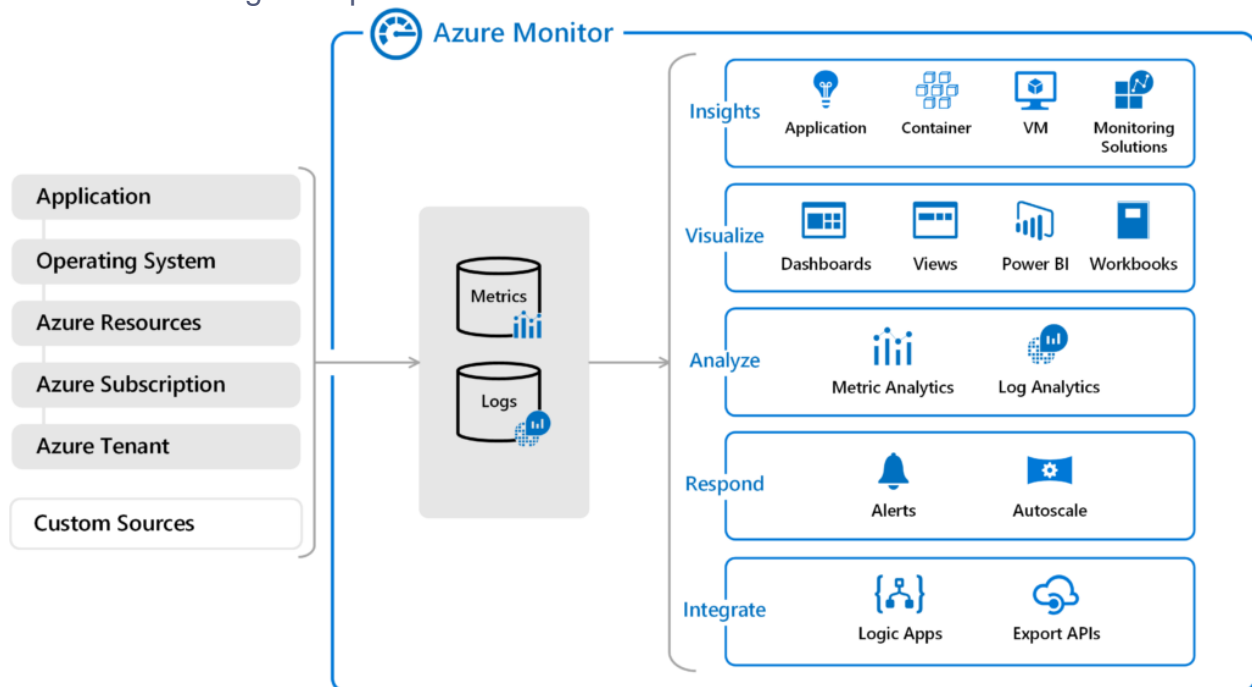 Azure Monitor
Application
Operating System
Azure Resources
Azure Subscription
Azure Tenant
Custom Sources
Metrics
Logs
Insights
Application
Container
VM
Monitoring
Solutions
Visualize
Dashboards
Views
Power BI
Workbooks
Analyze
Metric Analytics
Log Analytics
Respond
Alerts
Autoscale
Integrate
Logic Apps
Export APIs